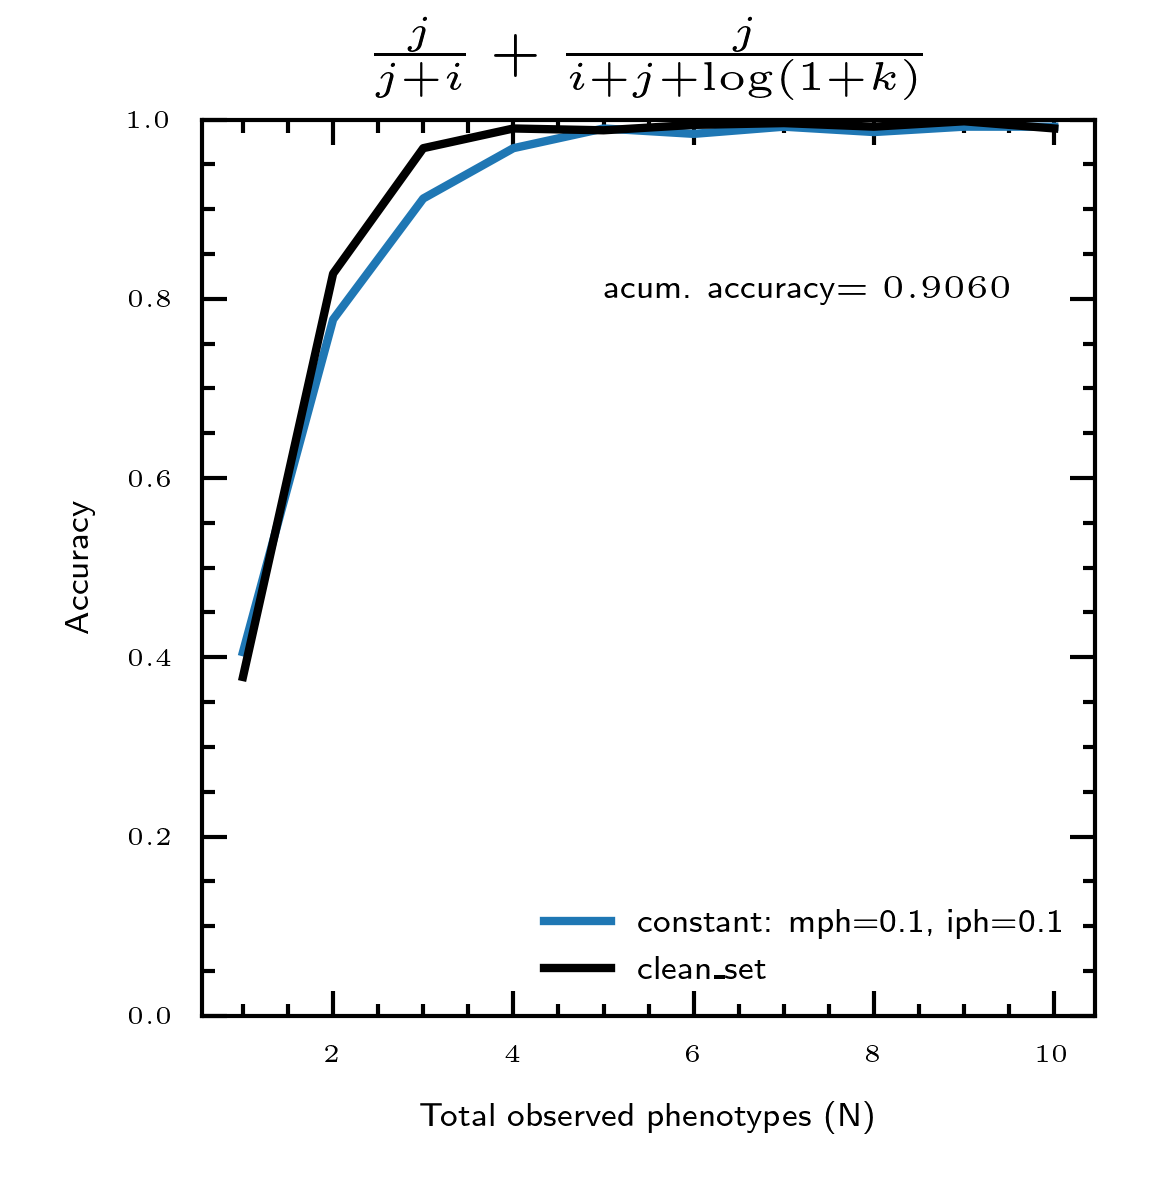 j/(j+i) + j/(i+j+log(1+k))
1.0
0.8
0.6
0.4
0.2
0.0
Accuracy
acum. accuracy= 0.9060
constant: mph=0.1, iph=0.1
clean_set
2 4 6 8 10
Total observed phenotypes (N)